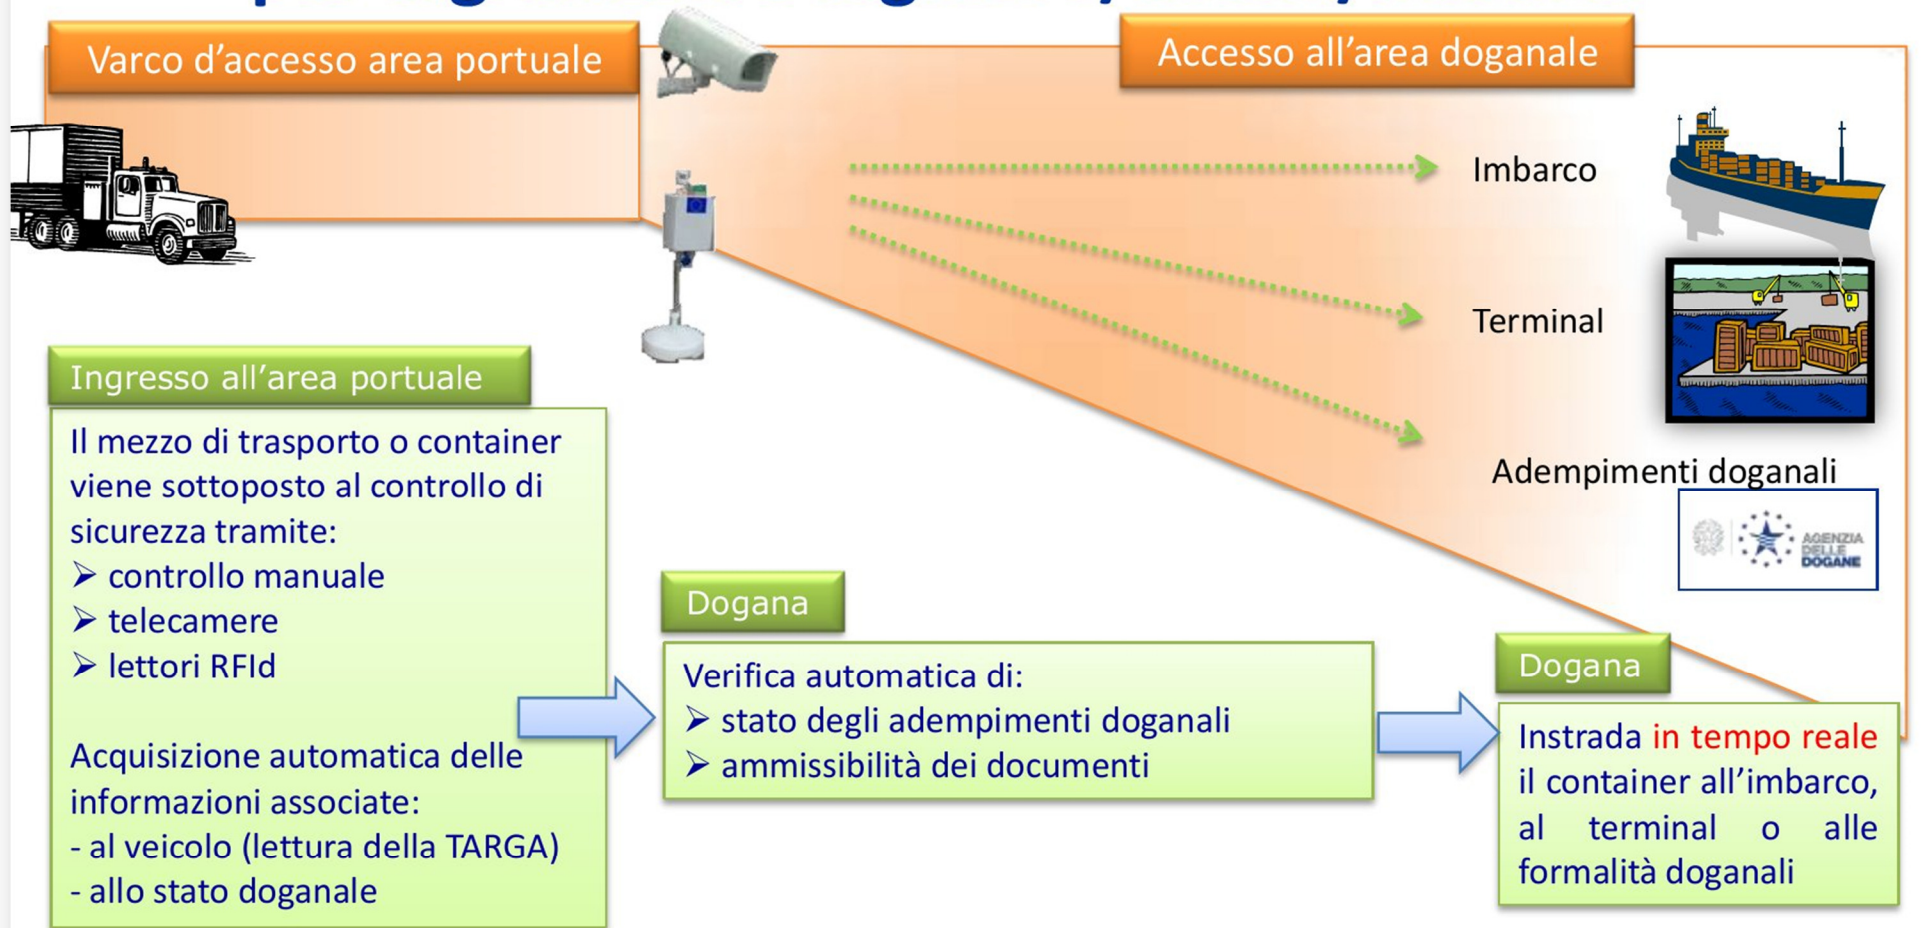 Varco d'accesso area portuale
Accesso all'area doganale
Imbarco
Terminal
Adempimenti doganali
AGENZIA
DELLE
DOGANE
Ingresso all'area portuale
Il mezzo di trasporto o container
viene sottoposto al controllo di
sicurezza tramite:
➢ controllo manuale
➢ telecamere
➢ lettori RFId
Acquisizione automatica delle
informazioni associate:
- al veicolo (lettura della TARGA)
- allo stato doganale
Dogana
Verifica automatica di:
➢ stato degli adempimenti doganali
➢ ammissibilità dei documenti
Dogana
Instrada in tempo reale
il container all'imbarco,
al terminal o alle
formalità doganali